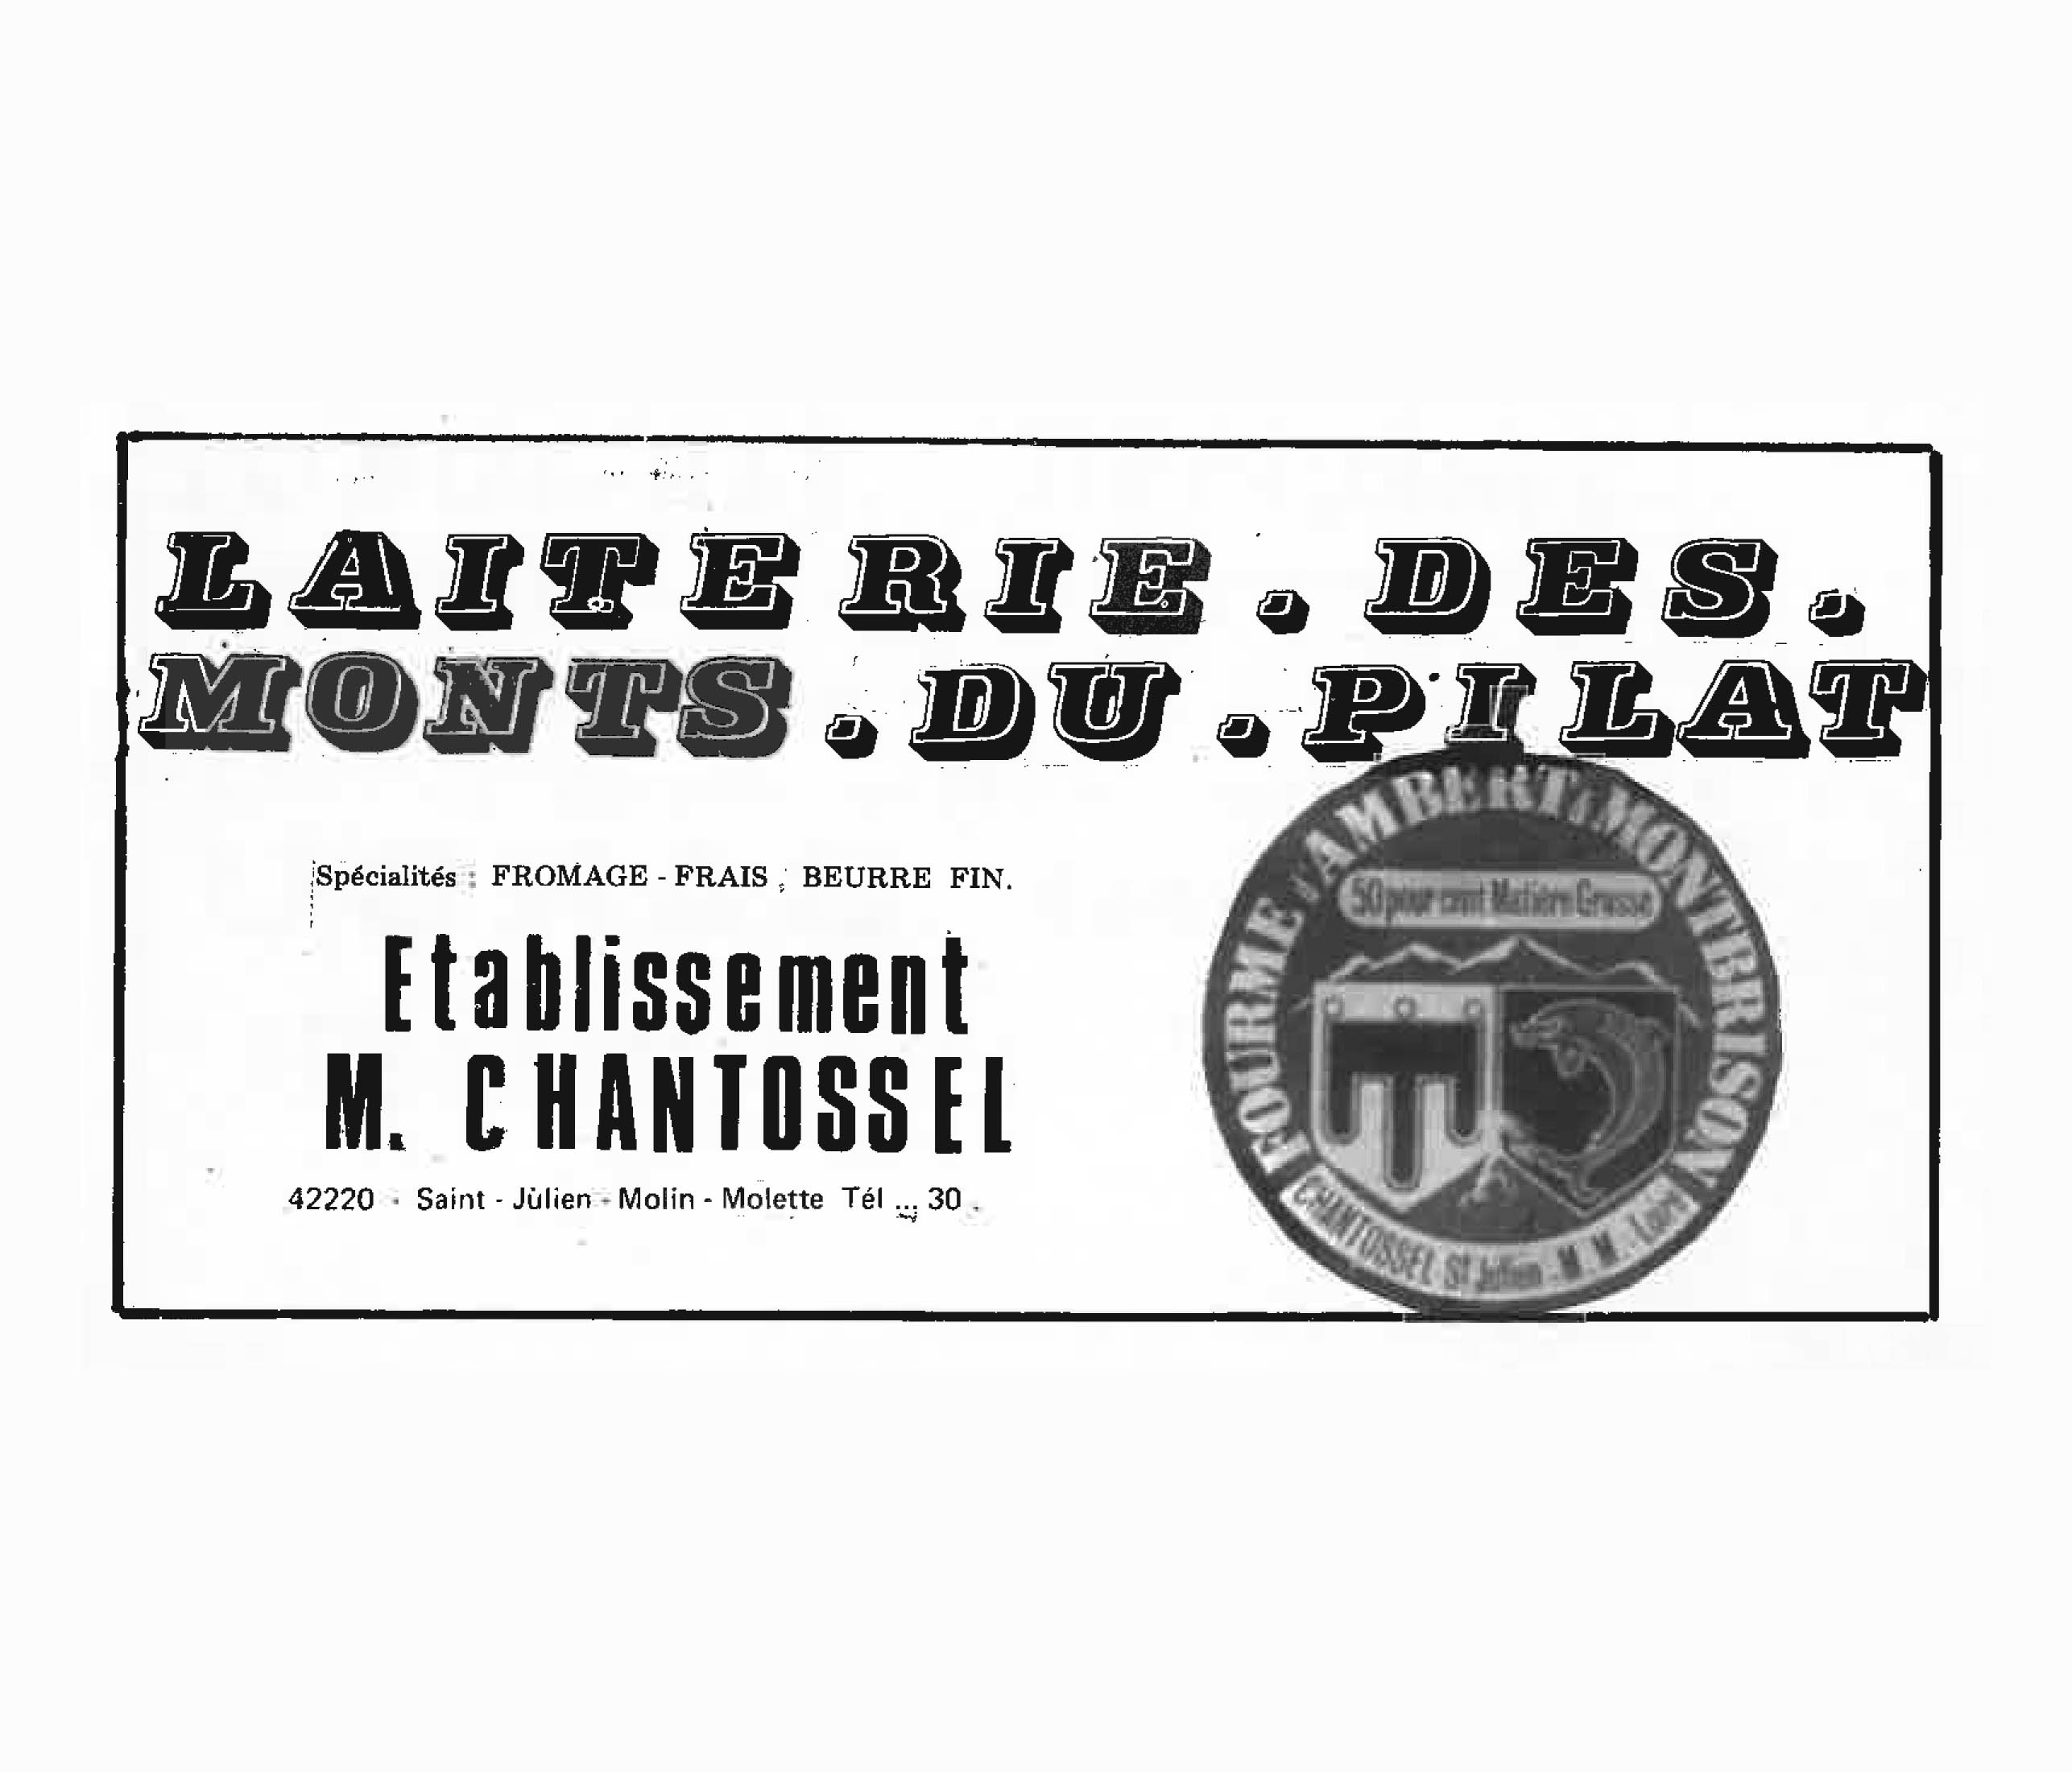 LAITERIE.DES.
MONTS.DU.PILAT
Spécialités : FROMAGE - FRAIS , BEURRE FIN.
Etablissement
M. CHANTOSSEL
42220 - Saint - Julien - Molin - Molette Tél ... 30 .
FOURME d'AMBERT & MONTBRISON
50 pour cent Matière Grasse
CHANTOSSEL St Julien . M. M. Loire